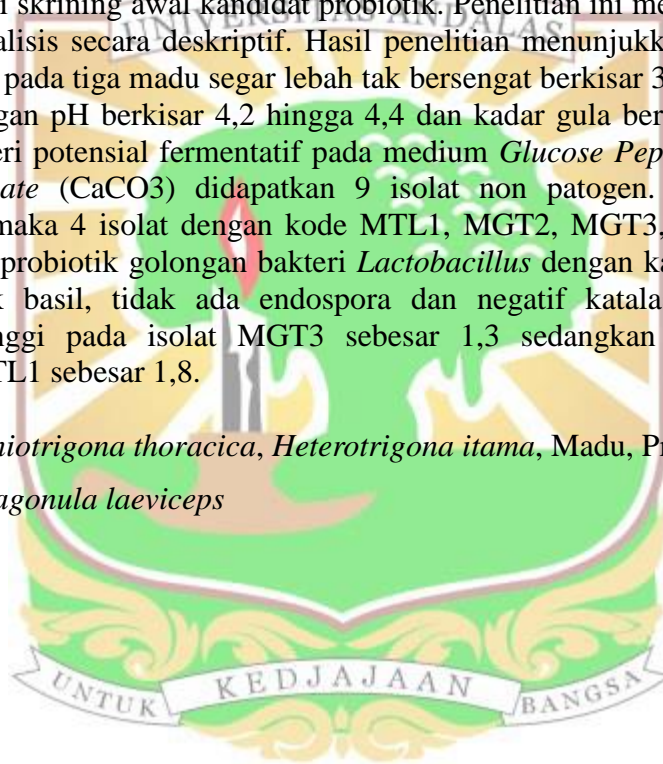 i skrining awal kandidat probiotik. Penelitian ini me
UNIVERSITAS ANDALAS
alisis secara deskriptif. Hasil penelitian menunjukk
pada tiga madu segar lebah tak bersengat berkisar 3
gan pH berkisar 4,2 hingga 4,4 dan kadar gula ber
eri potensial fermentatif pada medium Glucose Pep
ate (CaCO3) didapatkan 9 isolat non patogen.
maka 4 isolat dengan kode MTL1, MGT2, MGT3,
probiotik golongan bakteri Lactobacillus dengan ka
k basil, tidak ada endospora dan negatif katala
nggi pada isolat MGT3 sebesar 1,3 sedangkan
TL1 sebesar 1,8.
niotrigona thoracica, Heterotrigona itama, Madu, Pr
agonula laeviceps
UNTUK KEDJAJAAN BANGSA